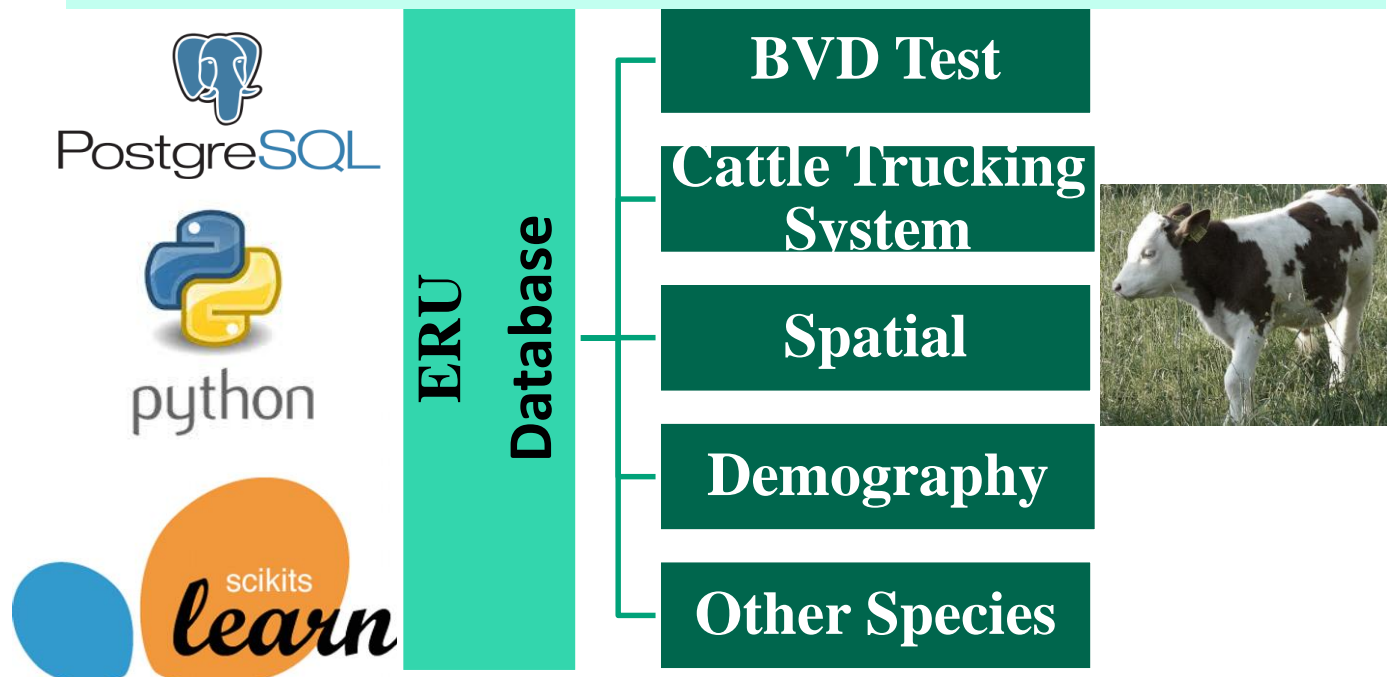 PostgreSQL
python
scikits
learn
ERU
Database
BVD Test
Cattle Trucking
System
Spatial
Demography
Other Species